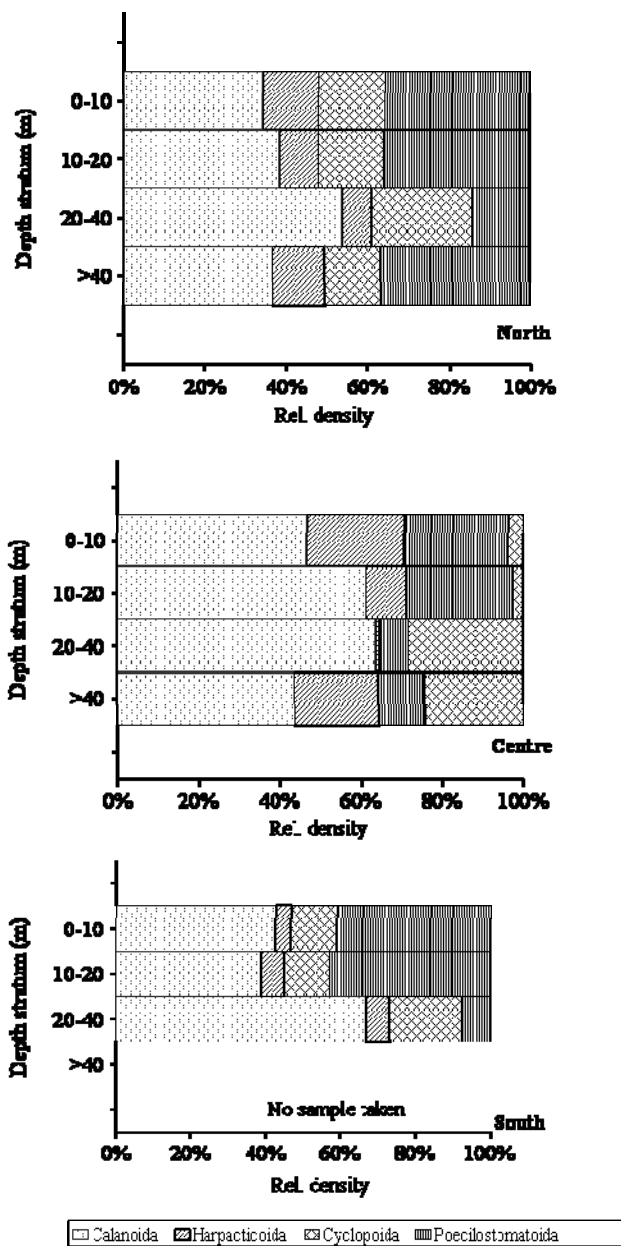 Depth stratum (m)
0-10
10-20
20-40
>40
North
0% 20% 40% 60% 80% 100%
Rel. density
Depth stratum (m)
0-10
10-20
20-40
>40
Centre
0% 20% 40% 60% 80% 100%
Rel. density
Depth stratum (m)
0-10
10-20
20-40
>40
No sample taken
South
0% 20% 40% 60% 80% 100%
Rel. density
Calanoida Harpacticoida Cyclopoida Poecilostomatoida